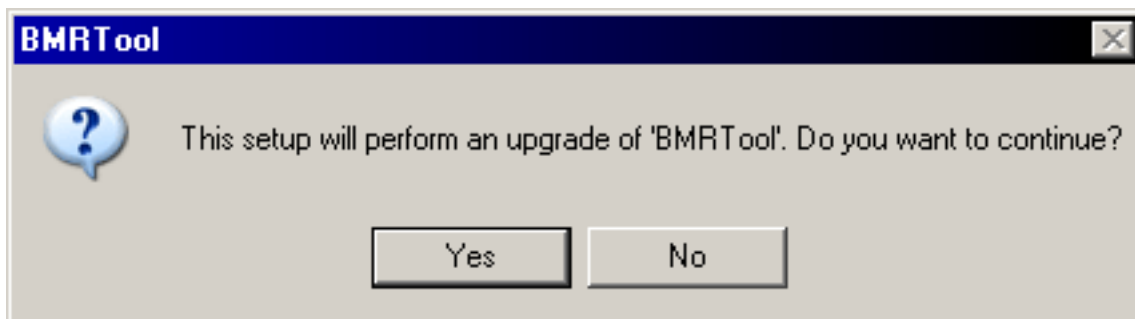 BMRTool
This setup will perform an upgrade of 'BMRTool'. Do you want to continue?
Yes
No